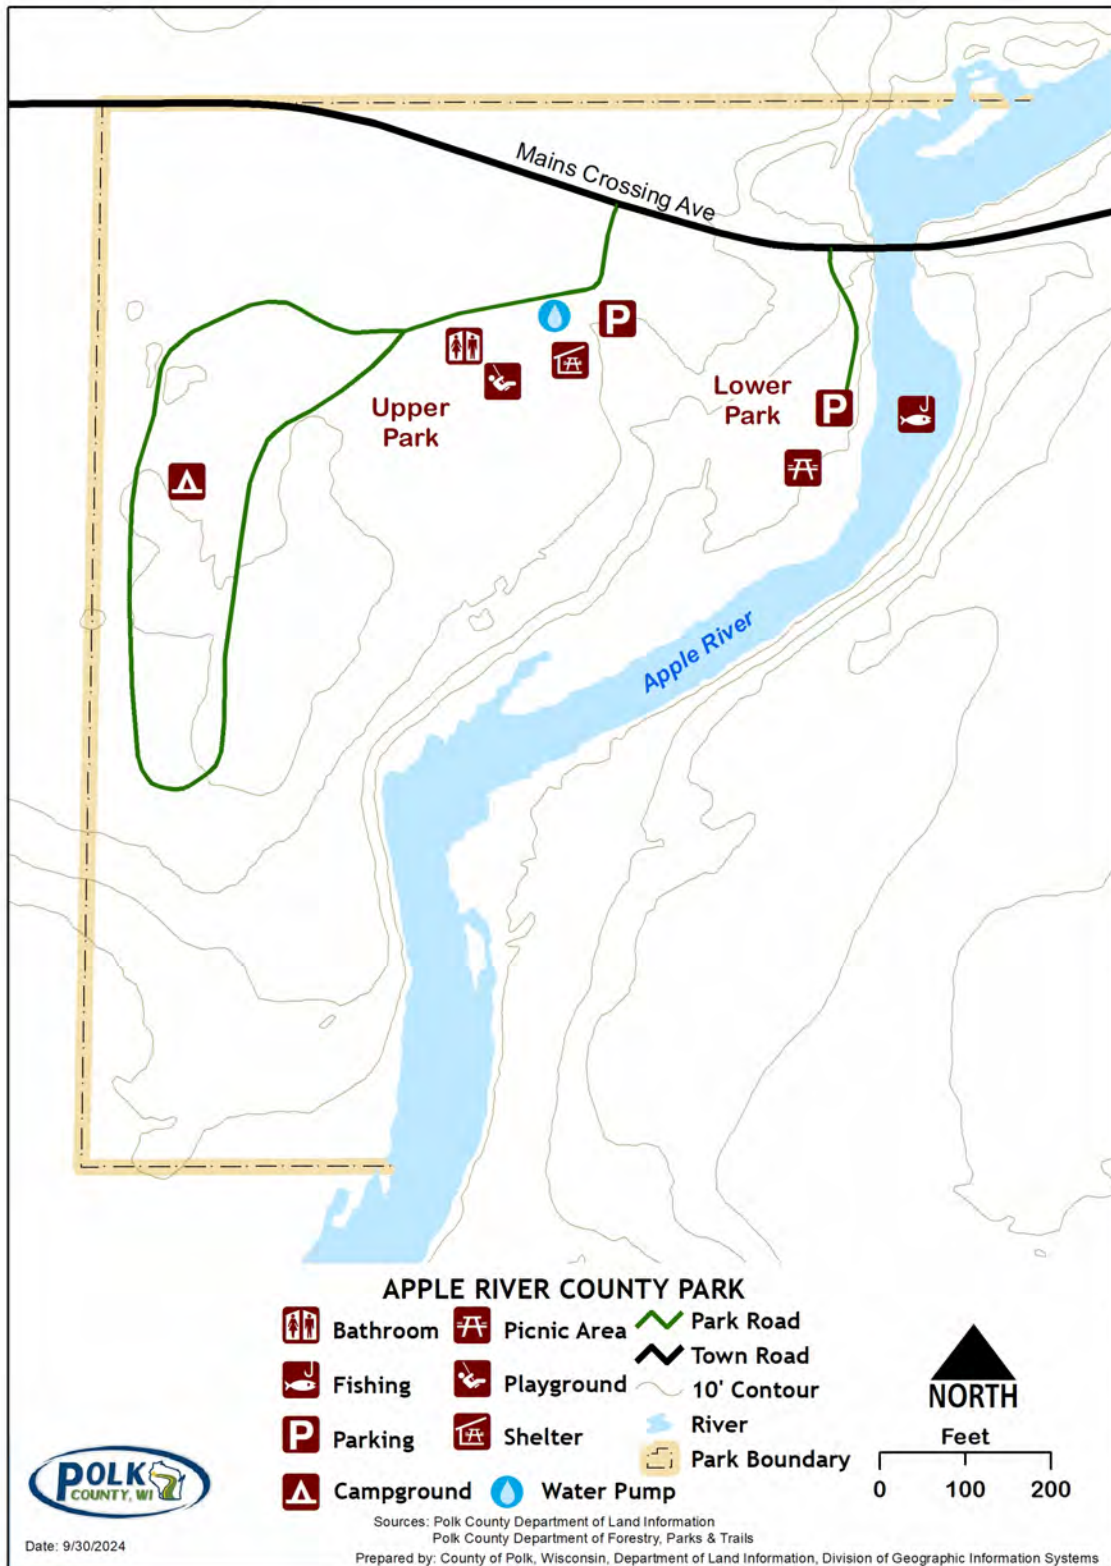 Mains Crossing Ave
P
Upper
Park
Lower
Park
P
Apple River
APPLE RIVER COUNTY PARK
Bathroom
Picnic Area
Park Road
Town Road
Fishing
Playground
10' Contour
River
P Parking
Shelter
Park Boundary
Campground
Water Pump
NORTH
Feet
0 100 200
POLK
COUNTY, WI
Sources: Polk County Department of Land Information
Polk County Department of Forestry, Parks & Trails
Date: 9/30/2024
Prepared by: County of Polk, Wisconsin, Department of Land Information, Division of Geographic Information Systems